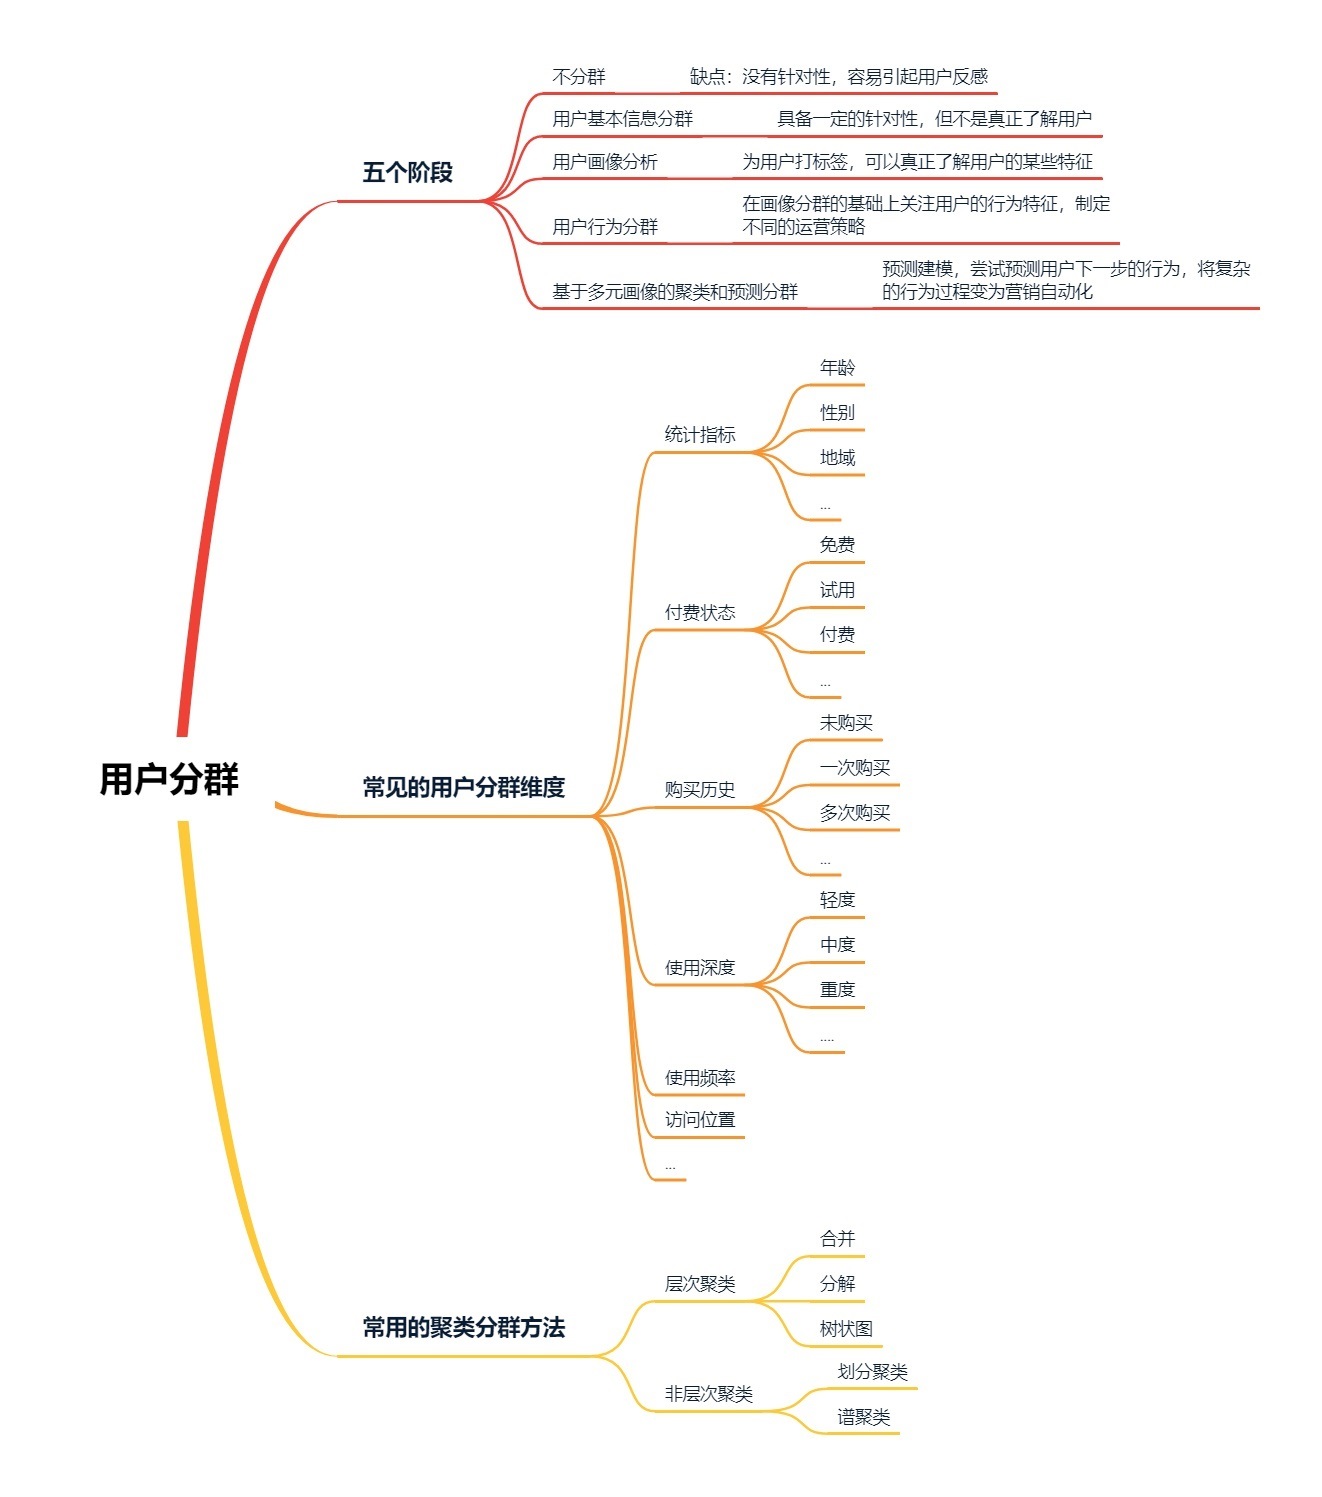 不分群
缺点：没有针对性，容易引起用户反感
用户基本信息分群
具备一定的针对性，但不是真正了解用户
五个阶段
用户画像分析
为用户打标签，可以真正了解用户的某些特征
用户行为分群
在画像分群的基础上关注用户的行为特征，制定
不同的运营策略
基于多元画像的聚类和预测分群
预测建模，尝试预测用户下一步的行为，将复杂
的行为过程变为营销自动化
用户分群
常见的用户分群维度
统计指标
年龄
性别
地域
...
付费状态
免费
试用
付费
...
购买历史
未购买
一次购买
多次购买
...
使用深度
轻度
中度
重度
....
使用频率
访问位置
...
常用的聚类分群方法
层次聚类
合并
分解
树状图
非层次聚类
划分聚类
谱聚类